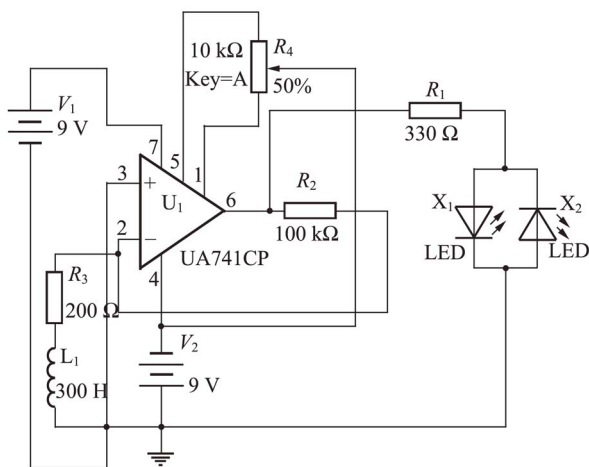 10 kΩ
R4
Key=A
50%
V1
9 V
R1
330 Ω
7
5
1
3
+
U1
6
2
−
R2
100 kΩ
UA741CP
4
X1
X2
LED
LED
R3
200 Ω
V2
9 V
L1
300 H